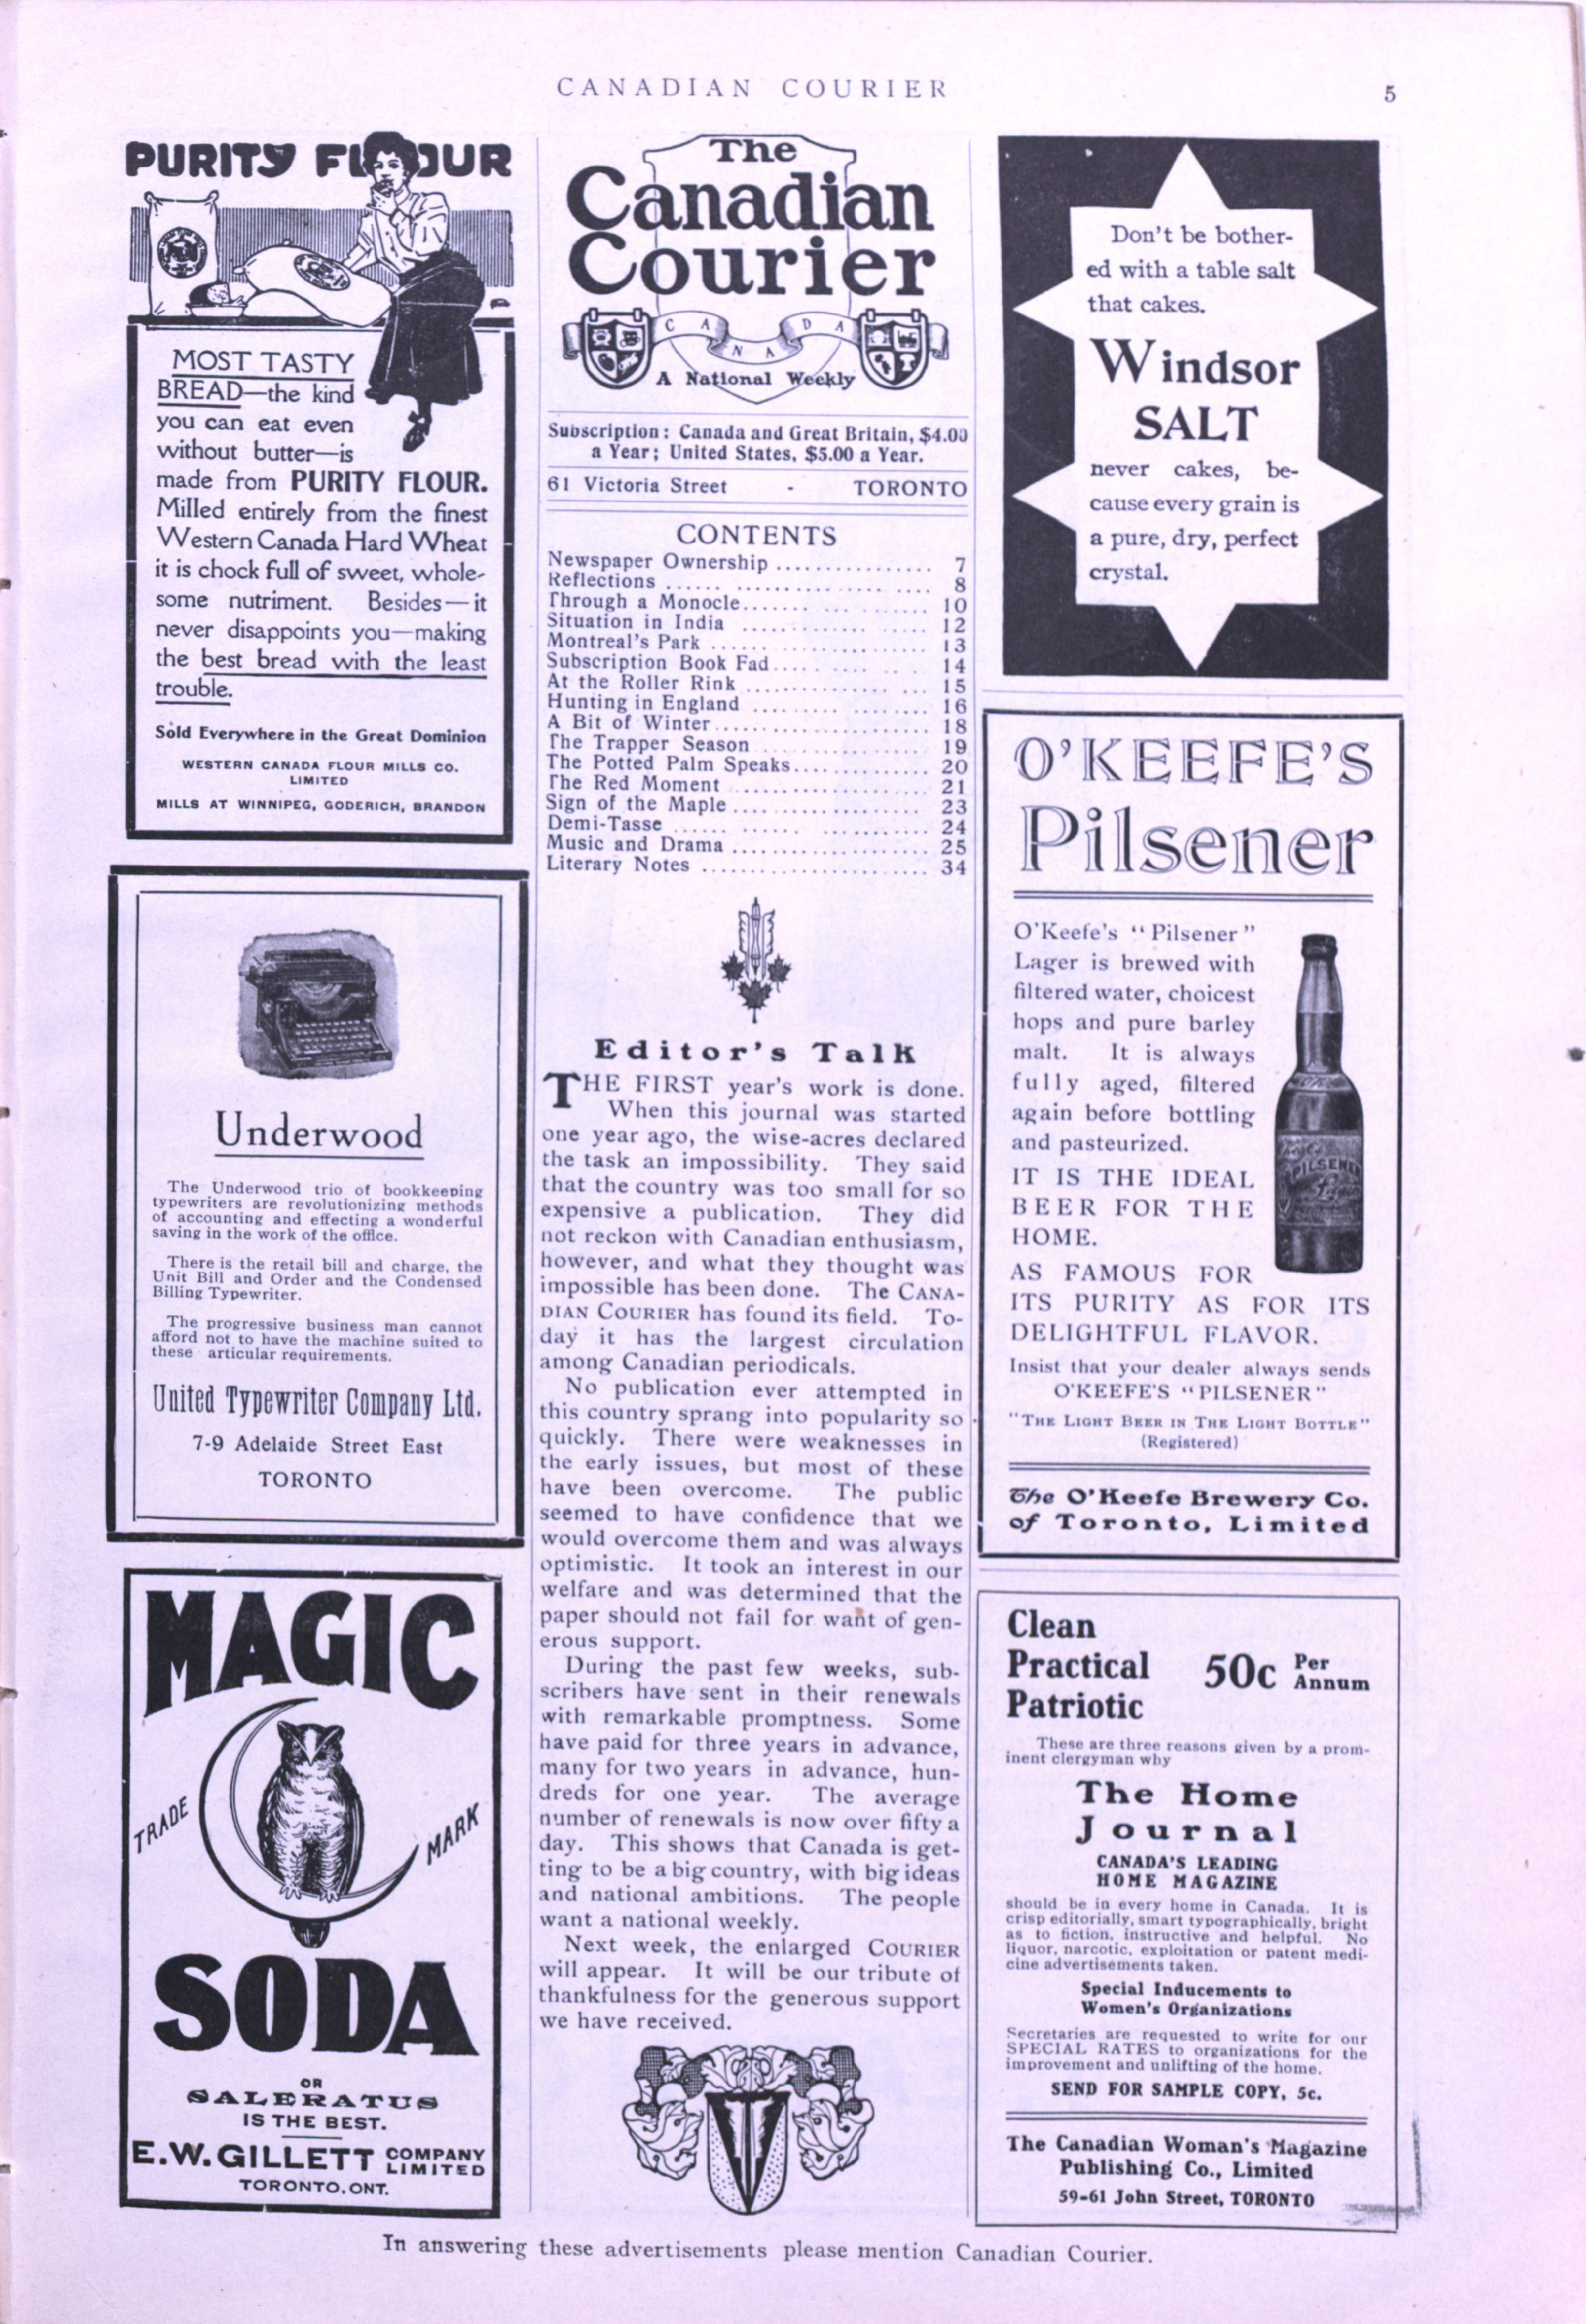 CANADIAN COURIER
5
PURITY FLOUR
MOST TASTY
BREAD—the kind
you can eat even
without butter—is
made from PURITY FLOUR.
Milled entirely from the finest
Western Canada Hard Wheat
it is chock full of sweet, whole-
some nutriment. Besides—it
never disappoints you—making
the best bread with the least
trouble.
Sold Everywhere in the Great Dominion
WESTERN CANADA FLOUR MILLS CO.
LIMITED
MILLS AT WINNIPEG, GODERICH, BRANDON
Underwood
The Underwood trio of bookkeeping
typewriters are revolutionizing methods
of accounting and effecting a wonderful
saving in the work of the office.
There is the retail bill and charge, the
Unit Bill and Order and the Condensed
Billing Typewriter.
The progressive business man cannot
afford not to have the machine suited to
these articular requirements.
United Typewriter Company Ltd.
7-9 Adelaide Street East
TORONTO
MAGIC
TRADE
MARK
SODA
OR
SALERATUS
IS THE BEST.
E.W.GILLETT COMPANY
LIMITED
TORONTO.ONT.
The
Canadian
Courier
CANADA
A National Weekly
Subscription: Canada and Great Britain, $4.00
a Year; United States, $5.00 a Year.
61 Victoria Street - TORONTO
CONTENTS
Newspaper Ownership ................ 7
Reflections ...... ................ .... 8
Through a Monocle....... ... ....... 10
Situation in India ............. ..... 12
Montreal's Park ...... ............... 13
Subscription Book Fad..... .... .. 14
At the Roller Rink ............... ... 15
Hunting in England ......... ........ 16
A Bit of Winter...................... 18
The Trapper Season ................. 19
The Potted Palm Speaks.............. 20
The Red Moment .................... 21
Sign of the Maple ................... 23
Demi-Tasse ...... ...... ........... 24
Music and Drama .................... 25
Literary Notes ....................... 34
Editor's Talk
THE FIRST year's work is done.
When this journal was started
one year ago, the wise-acres declared
the task an impossibility. They said
that the country was too small for so
expensive a publication. They did
not reckon with Canadian enthusiasm,
however, and what they thought was
impossible has been done. The CANA-
DIAN COURIER has found its field. To-
day it has the largest circulation
among Canadian periodicals.
No publication ever attempted in
this country sprang into popularity so
quickly. There were weaknesses in
the early issues, but most of these
have been overcome. The public
seemed to have confidence that we
would overcome them and was always
optimistic. It took an interest in our
welfare and was determined that the
paper should not fail for want of gen-
erous support.
During the past few weeks, sub-
scribers have sent in their renewals
with remarkable promptness. Some
have paid for three years in advance,
many for two years in advance, hun-
dreds for one year. The average
number of renewals is now over fifty a
day. This shows that Canada is get-
ting to be a big country, with big ideas
and national ambitions. The people
want a national weekly.
Next week, the enlarged COURIER
will appear. It will be our tribute of
thankfulness for the generous support
we have received.
Don't be bother-
ed with a table salt
that cakes.
Windsor
SALT
never cakes, be-
cause every grain is
a pure, dry, perfect
crystal.
O'KEEFE'S
Pilsener
O'Keefe's "Pilsener"
Lager is brewed with
filtered water, choicest
hops and pure barley
malt. It is always
fully aged, filtered
again before bottling
and pasteurized.
IT IS THE IDEAL
BEER FOR THE
HOME.
AS FAMOUS FOR
ITS PURITY AS FOR ITS
DELIGHTFUL FLAVOR.
PILSENER
Lager
Insist that your dealer always sends
O'KEEFE'S "PILSENER"
"THE LIGHT BEER IN THE LIGHT BOTTLE"
(Registered)
The O'Keefe Brewery Co.
of Toronto, Limited
Clean
Practical
Patriotic
50c Per
Annum
These are three reasons given by a prom-
inent clergyman why
The Home
Journal
CANADA'S LEADING
HOME MAGAZINE
should be in every home in Canada. It is
crisp editorially, smart typographically, bright
as to fiction, instructive and helpful. No
liquor, narcotic, exploitation or patent medi-
cine advertisements taken.
Special Inducements to
Women's Organizations
Secretaries are requested to write for our
SPECIAL RATES to organizations for the
improvement and unlifting of the home.
SEND FOR SAMPLE COPY, 5c.
The Canadian Woman's Magazine
Publishing Co., Limited
59-61 John Street, TORONTO
In answering these advertisements please mention Canadian Courier.